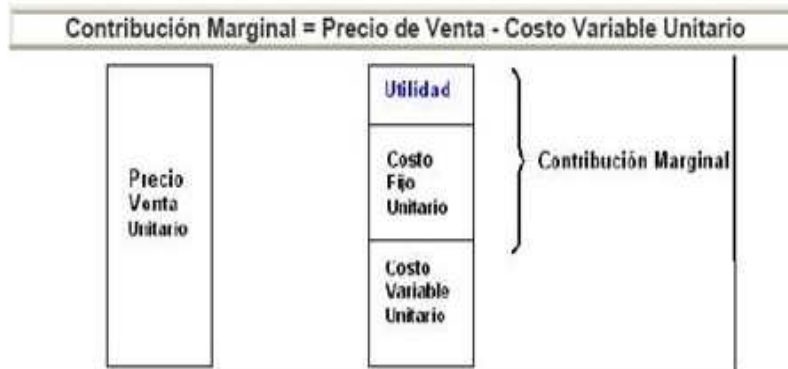 Contribución Marginal = Precio de Venta - Costo Variable Unitario
Precio
Venta
Unitario
Utilidad
Costo
Fijo
Unitario
Costo
Variable
Unitario
Contribución Marginal